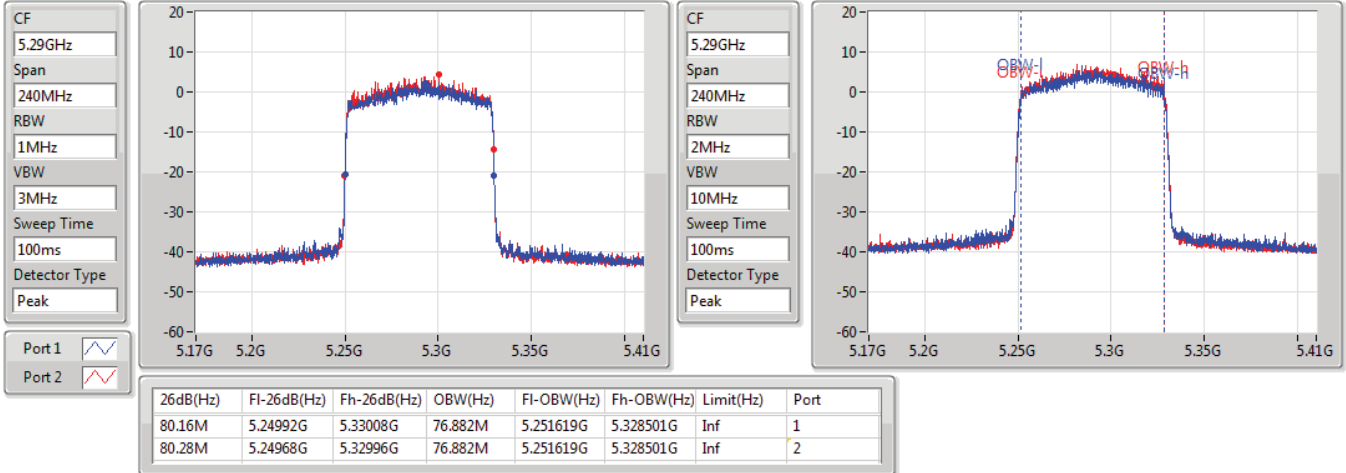 CF
5.29GHz
Span
240MHz
RBW
1MHz
VBW
3MHz
Sweep Time
100ms
Detector Type
Peak
Port 1
Port 2
20
10
0
-10
-20
-30
-40
-50
-60
5.17G 5.2G 5.25G 5.3G 5.35G 5.41G
CF
5.29GHz
Span
240MHz
RBW
2MHz
VBW
10MHz
Sweep Time
100ms
Detector Type
Peak
20
10
0
-10
-20
-30
-40
-50
-60
OBW-l OBW-h
OBW-l OBW-h
5.17G 5.2G 5.25G 5.3G 5.35G 5.41G
26dB(Hz) Fl-26dB(Hz) Fh-26dB(Hz) OBW(Hz) Fl-OBW(Hz) Fh-OBW(Hz) Limit(Hz) Port
80.16M 5.24992G 5.33008G 76.882M 5.251619G 5.328501G Inf 1
80.28M 5.24968G 5.32996G 76.882M 5.251619G 5.328501G Inf 2